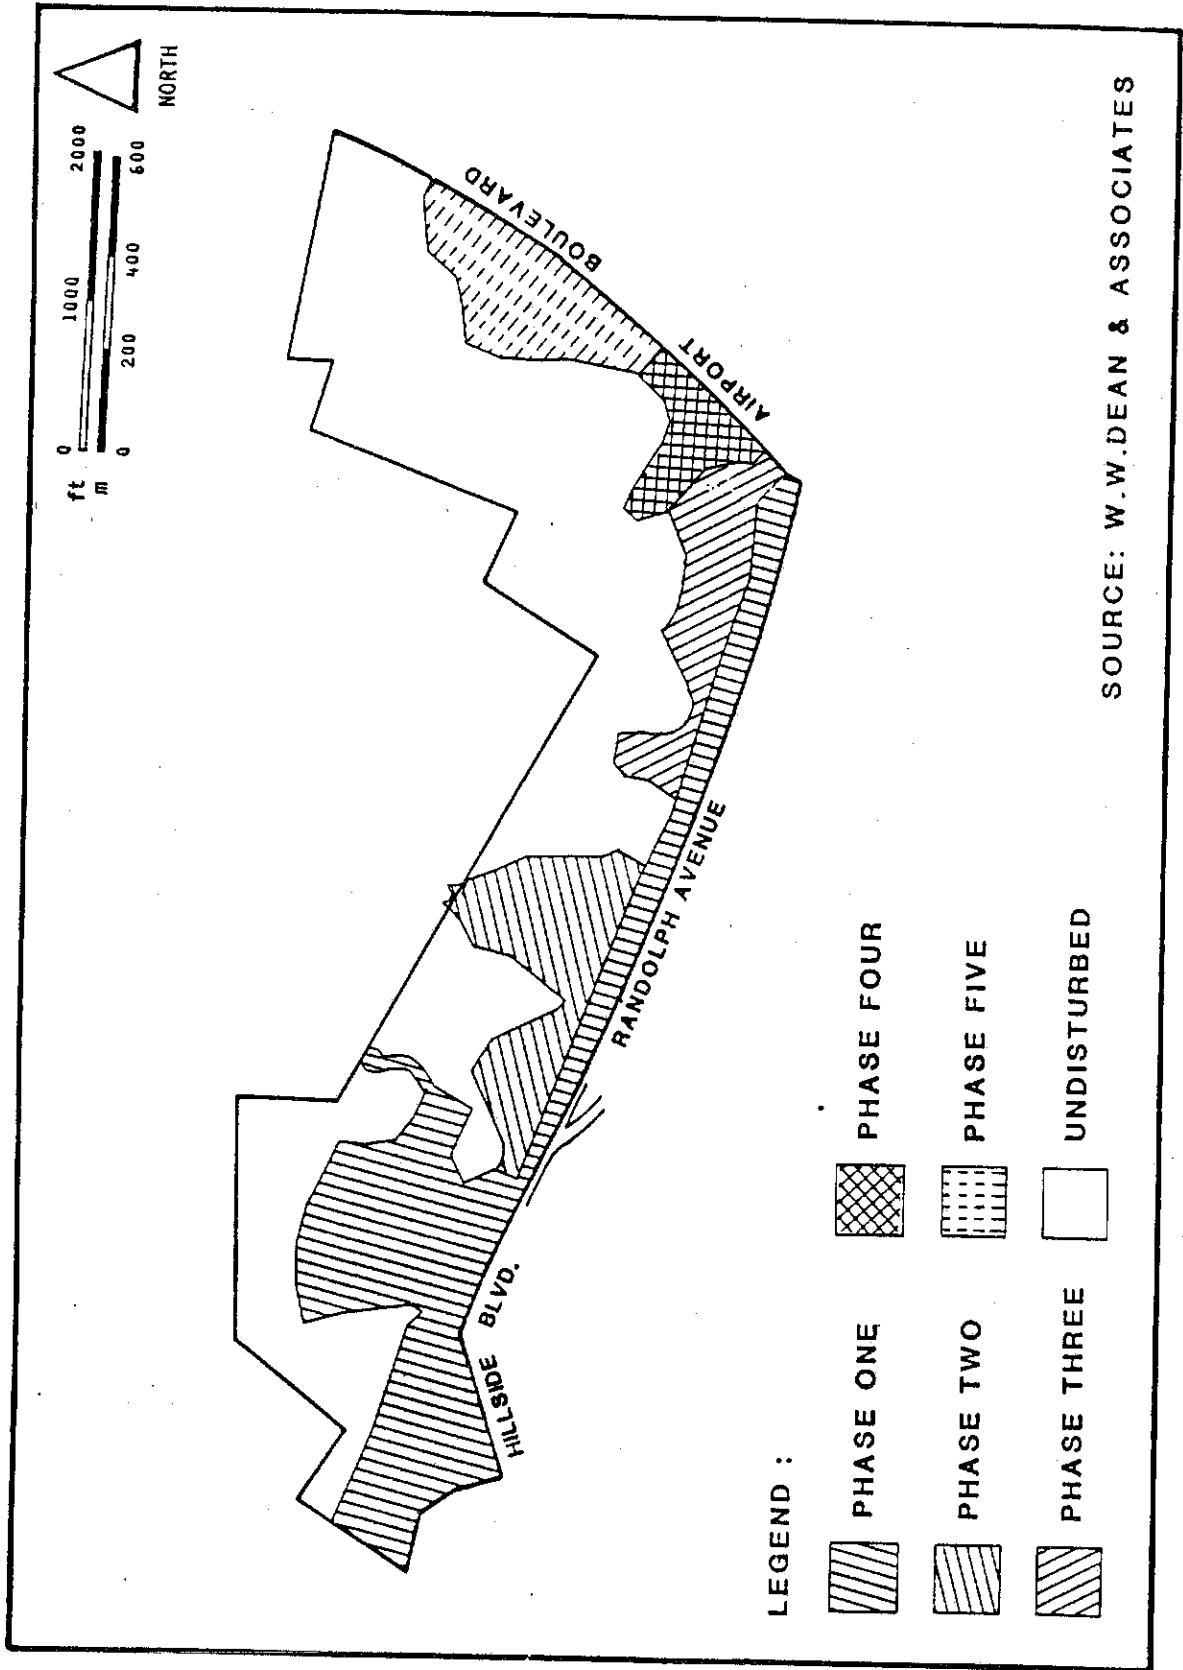 ft
0
1000
2000
m
0
200
400
600
NORTH
AIRPORT BOULEVARD
RANDOLPH AVENUE
HILLSIDE BLVD.
LEGEND :
PHASE ONE
PHASE TWO
PHASE THREE
PHASE FOUR
PHASE FIVE
UNDISTURBED
SOURCE: W.W.DEAN & ASSOCIATES